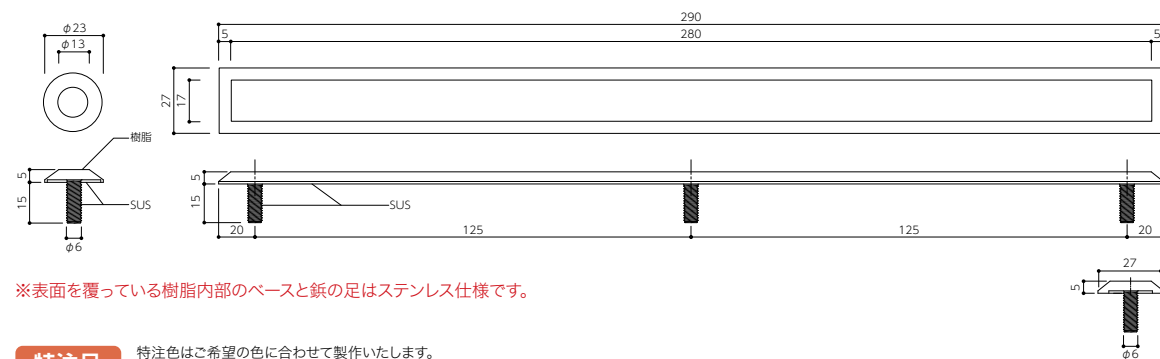 290
φ23
5
280
5
φ13
27
17
樹脂
5
15
SUS
φ6
5
15
SUS
20
125
125
20
27
5
φ6
※表面を覆っている樹脂内部のベースと鋲の足はステンレス仕様です。
特注品
特注色はご希望の色に合わせて製作いたします。